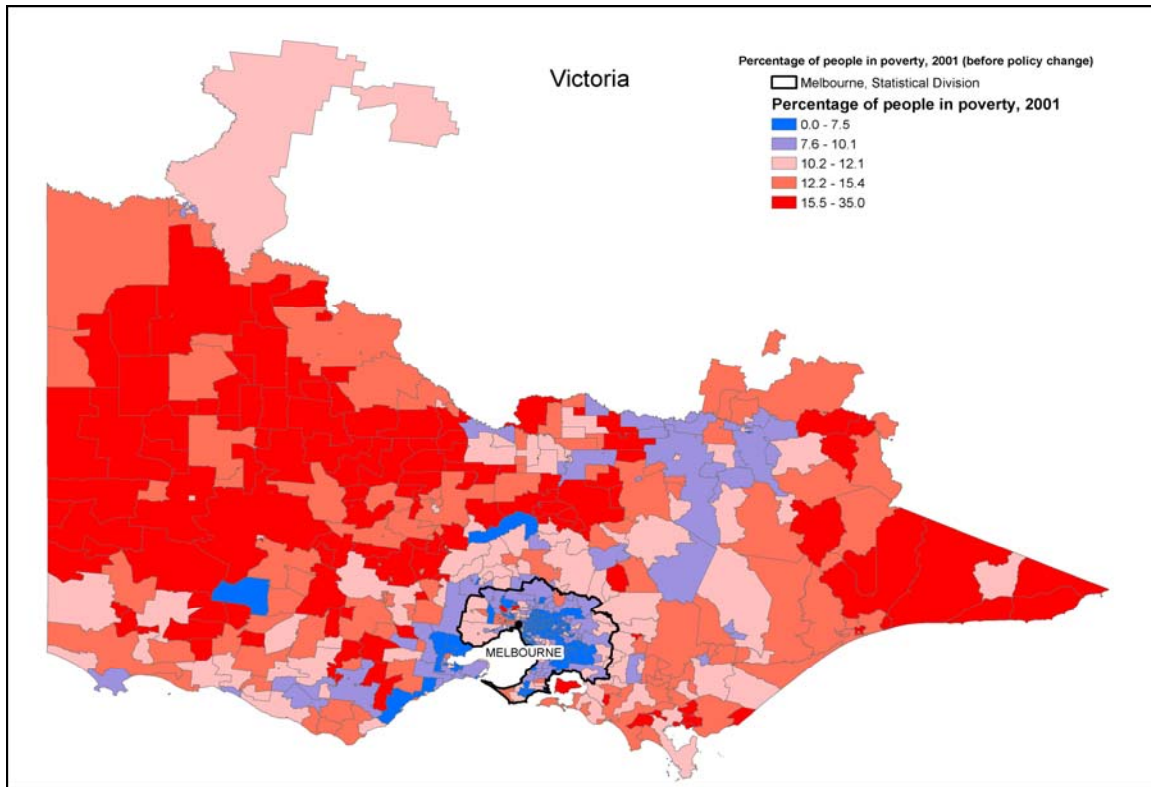 Victoria
Percentage of people in poverty, 2001 (before policy change)
Melbourne, Statistical Division
Percentage of people in poverty, 2001
0.0 - 7.5
7.6 - 10.1
10.2 - 12.1
12.2 - 15.4
15.5 - 35.0
MELBOURNE